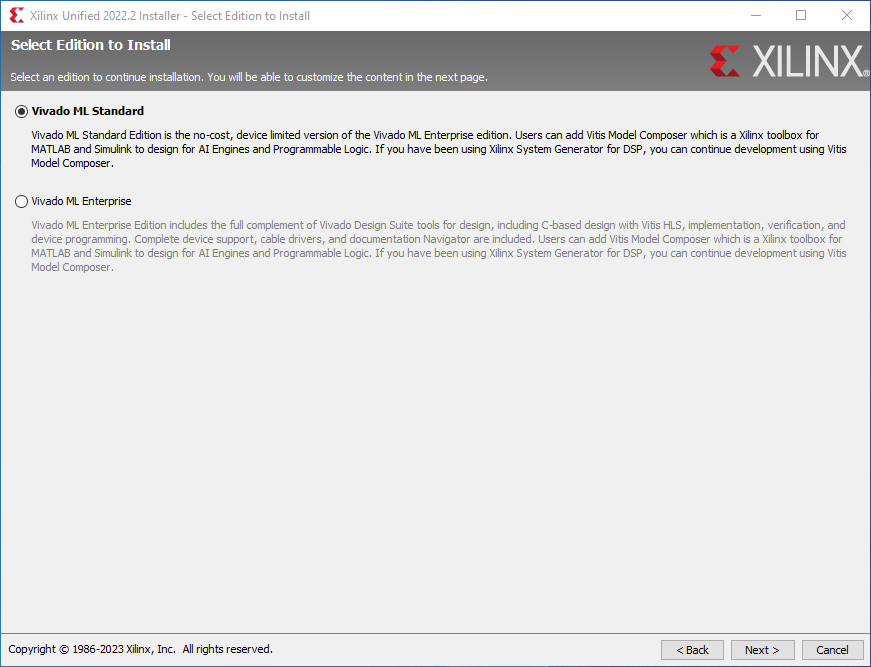 Xilinx Unified 2022.2 Installer - Select Edition to Install
Select Edition to Install
Select an edition to continue installation. You will be able to customize the content in the next page.
XILINX®
Vivado ML Standard
Vivado ML Standard Edition is the no-cost, device limited version of the Vivado ML Enterprise edition. Users can add Vitis Model Composer which is a Xilinx toolbox for
MATLAB and Simulink to design for AI Engines and Programmable Logic. If you have been using Xilinx System Generator for DSP, you can continue development using Vitis
Model Composer.
Vivado ML Enterprise
Vivado ML Enterprise Edition includes the full complement of Vivado Design Suite tools for design, including C-based design with Vitis HLS, implementation, verification, and
device programming. Complete device support, cable drivers, and documentation Navigator are included. Users can add Vitis Model Composer which is a Xilinx toolbox for
MATLAB and Simulink to design for AI Engines and Programmable Logic. If you have been using Xilinx System Generator for DSP, you can continue development using Vitis
Model Composer.
Copyright © 1986-2023 Xilinx, Inc. All rights reserved.
< Back
Next >
Cancel